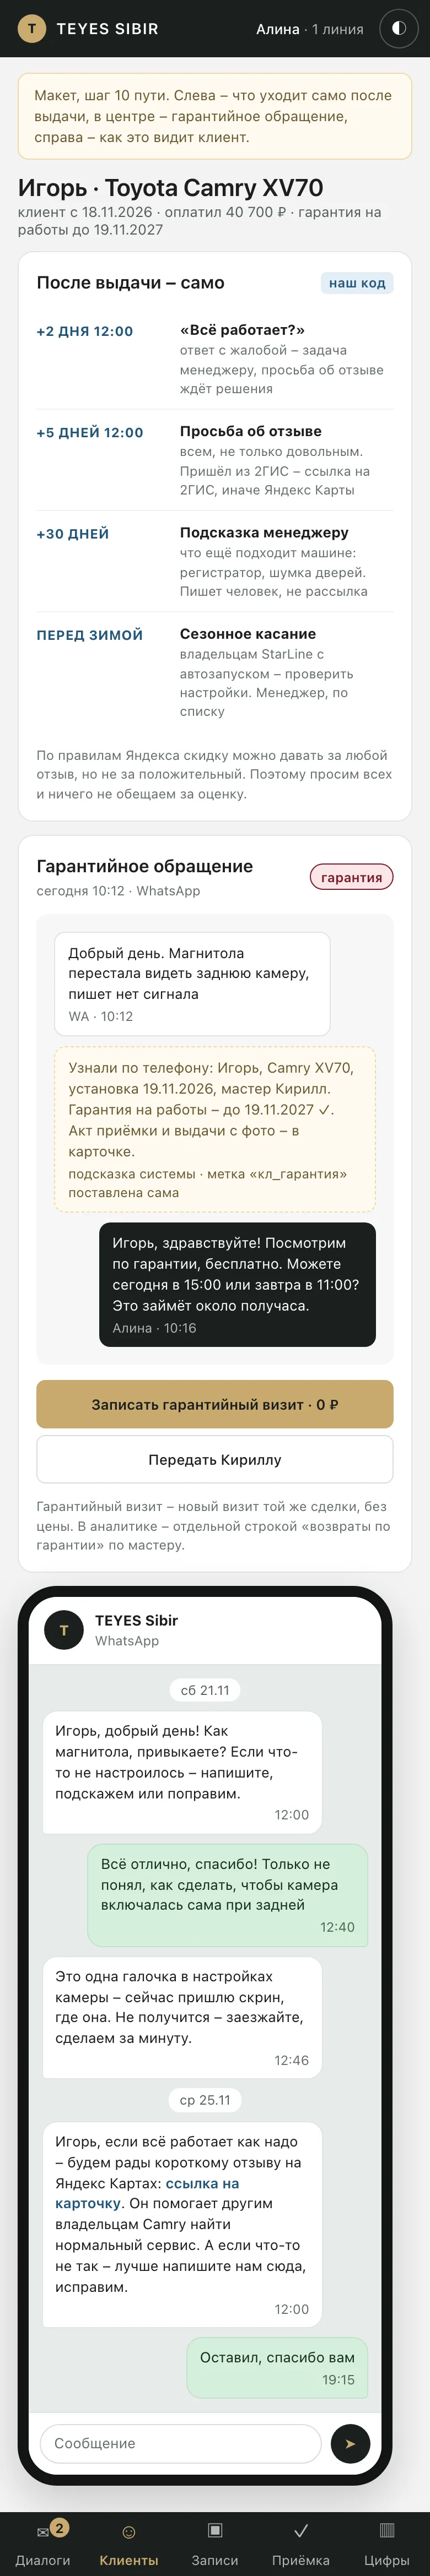 T TEYES SIBIR Алина · 1 линия
Макет, шаг 10 пути. Слева – что уходит само после
выдачи, в центре – гарантийное обращение,
справа – как это видит клиент.
Игорь · Toyota Camry XV70
клиент с 18.11.2026 · оплатил 40 700 ₽ · гарантия на
работы до 19.11.2027
После выдачи – само наш код
+2 ДНЯ 12:00 «Всё работает?»
ответ с жалобой – задача
менеджеру, просьба об отзыве
ждёт решения
+5 ДНЕЙ 12:00 Просьба об отзыве
всем, не только довольным.
Пришёл из 2ГИС – ссылка на
2ГИС, иначе Яндекс Карты
+30 ДНЕЙ Подсказка менеджеру
что ещё подходит машине:
регистратор, шумка дверей.
Пишет человек, не рассылка
ПЕРЕД ЗИМОЙ Сезонное касание
владельцам StarLine с
автозапуском – проверить
настройки. Менеджер, по
списку
По правилам Яндекса скидку можно давать за любой
отзыв, но не за положительный. Поэтому просим всех
и ничего не обещаем за оценку.
Гарантийное обращение гарантия
сегодня 10:12 · WhatsApp
Добрый день. Магнитола
перестала видеть заднюю камеру,
пишет нет сигнала
WA · 10:12
Узнали по телефону: Игорь, Camry XV70,
установка 19.11.2026, мастер Кирилл.
Гарантия на работы – до 19.11.2027 ✓.
Акт приёмки и выдачи с фото – в
карточке.
подсказка системы · метка «кл_гарантия»
поставлена сама
Игорь, здравствуйте! Посмотрим
по гарантии, бесплатно. Можете
сегодня в 15:00 или завтра в 11:00?
Это займёт около получаса.
Алина · 10:16
Записать гарантийный визит · 0 ₽
Передать Кириллу
Гарантийный визит – новый визит той же сделки, без
цены. В аналитике – отдельной строкой «возвраты по
гарантии» по мастеру.
T TEYES Sibir
WhatsApp
сб 21.11
Игорь, добрый день! Как
магнитола, привыкаете? Если что-
то не настроилось – напишите,
подскажем или поправим.
12:00
Всё отлично, спасибо! Только не
понял, как сделать, чтобы камера
включалась сама при задней
12:40
Это одна галочка в настройках
камеры – сейчас пришлю скрин,
где она. Не получится – заезжайте,
сделаем за минуту.
12:46
ср 25.11
Игорь, если всё работает как надо
– будем рады короткому отзыву на
Яндекс Картах: ссылка на
карточку. Он помогает другим
владельцам Camry найти
нормальный сервис. А если что-то
не так – лучше напишите нам сюда,
исправим.
12:00
Оставил, спасибо вам
19:15
Сообщение
2
Диалоги Клиенты Записи Приёмка Цифры